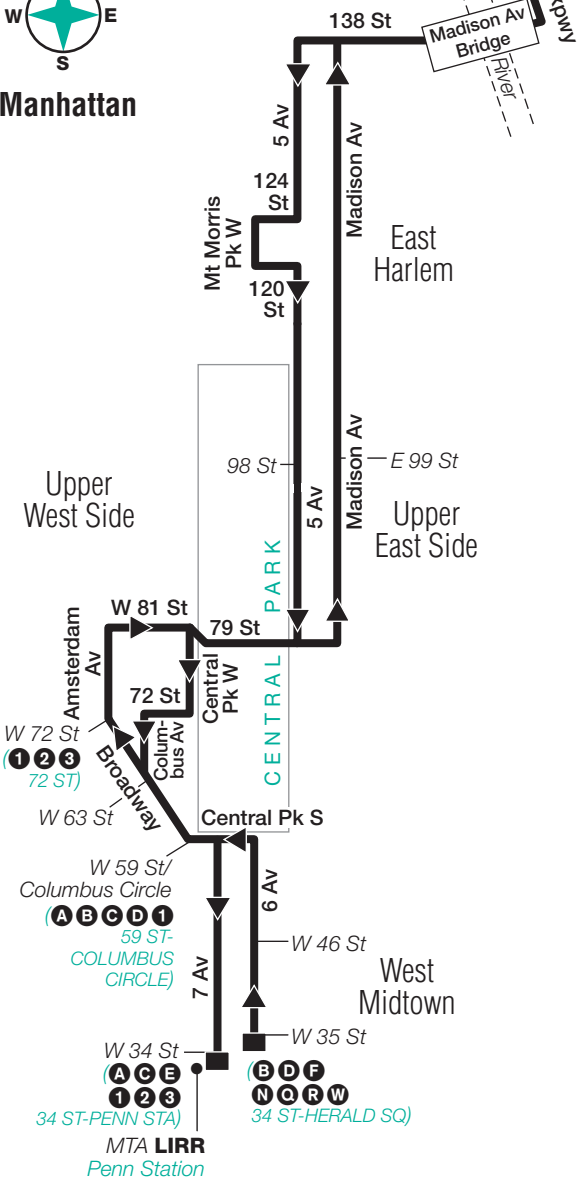 W E
S
Manhattan
138 St
Madison Av
Bridge
xpwy
River
5 Av
Madison Av
124
St
Mt Morris
Pk W
120
St
East
Harlem
98 St
E 99 St
5 Av
Madison Av
Upper
West Side
Upper
East Side
CENTRAL PARK
W 81 St
79 St
Amsterdam
Av
Central
Pk W
72 St
Colum-
bus Av
W 72 St
(1 2 3
72 ST)
Broadway
W 63 St
Central Pk S
W 59 St/
Columbus Circle
(A B C D 1
59 ST-
COLUMBUS
CIRCLE)
6 Av
7 Av
W 46 St
West
Midtown
W 35 St
(B D F
N Q R W
34 ST-HERALD SQ)
W 34 St
(A C E
1 2 3
34 ST-PENN STA)
MTA LIRR
Penn Station